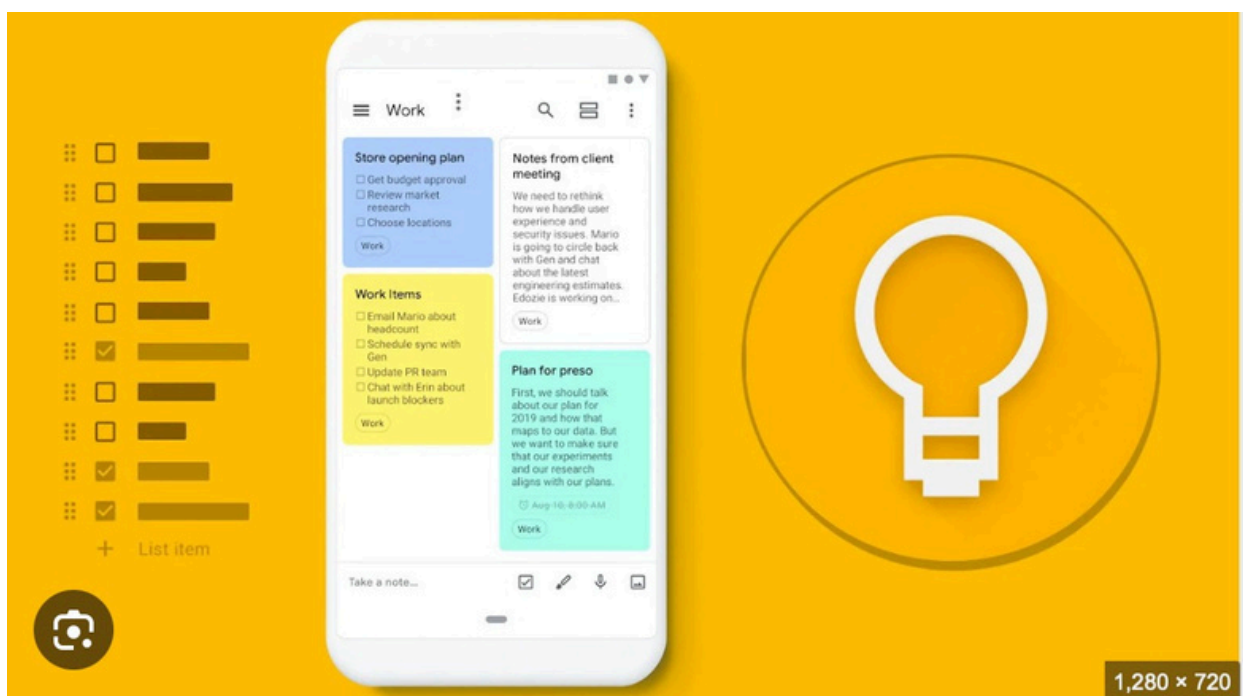 Work
Store opening plan
Get budget approval
Review market
research
Choose locations
Work
Work Items
Email Mario about
headcount
Schedule sync with
Gen
Update PR team
Chat with Erin about
launch blockers
Work
Notes from client
meeting
We need to rethink
how we handle user
experience and
security issues. Mario
is going to circle back
with Gen and chat
about the latest
engineering estimates.
Edozie is working on...
Work
Plan for preso
First, we should talk
about our plan for
2019 and how that
maps to our data. But
we want to make sure
that our experiments
and our research
aligns with our plans.
Aug 10, 8:00 AM
Work
Take a note...
List item
1,280 × 720